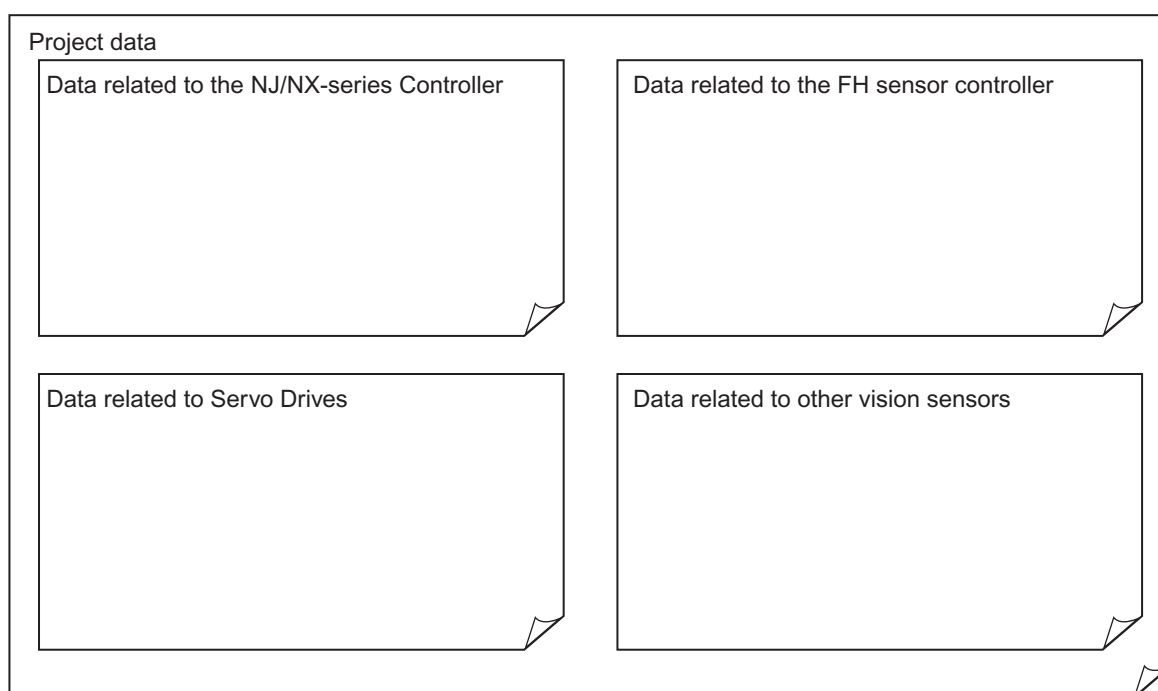 Project data
Data related to the NJ/NX-series Controller
Data related to the FH sensor controller
Data related to Servo Drives
Data related to other vision sensors